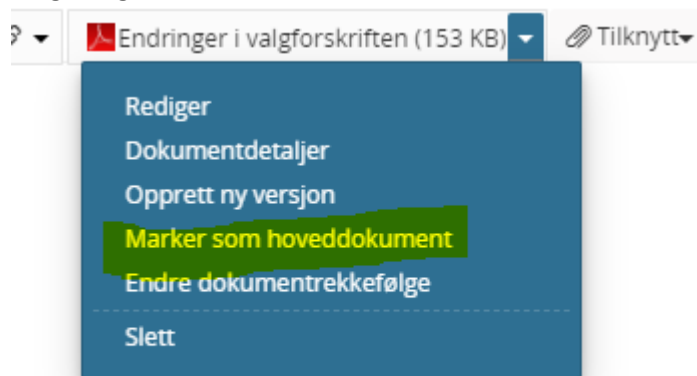 Endringer i valgforskriften (153 KB) Tilknytt
Rediger
Dokumentdetaljer
Opprett ny versjon
Marker som hoveddokument
Endre dokumentrekkefølge
Slett